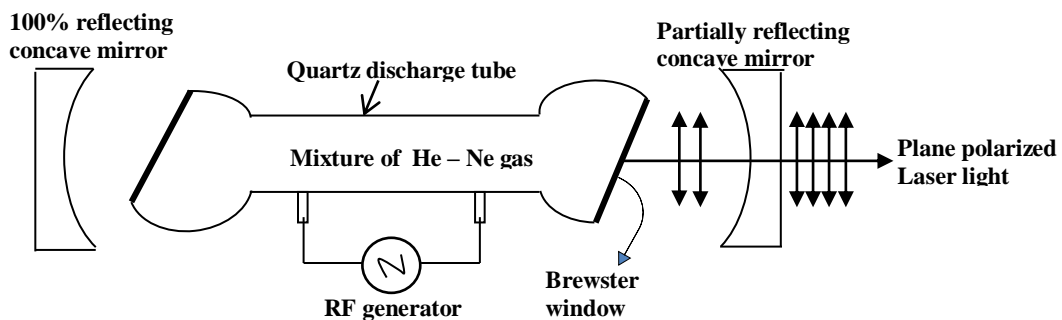 100% reflecting
concave mirror
Partially reflecting
concave mirror
Quartz discharge tube
Mixture of He – Ne gas
Plane polarized
Laser light
Brewster
window
RF generator